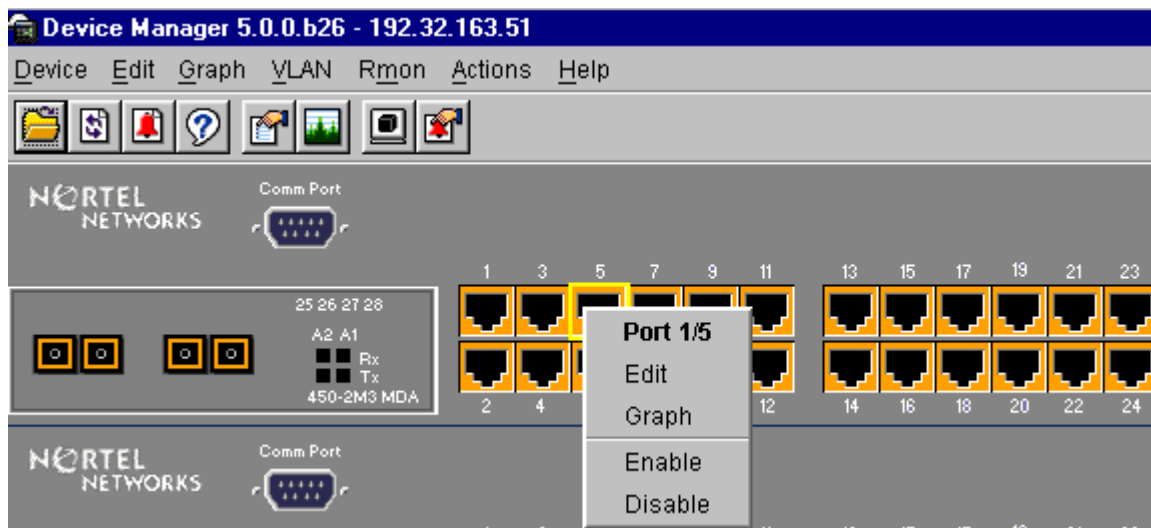 Device Manager 5.0.0.b26 - 192.32.163.51
Device Edit Graph VLAN Rmon Actions Help
NORTEL
NETWORKS
Comm Port
1 3 5 7 9 11 13 15 17 19 21 23
25 26 27 28
A2 A1
Rx
Tx
450-2M3 MDA
Port 1/5
Edit
Graph
Enable
Disable
2 4 12 14 16 18 20 22 24
NORTEL
NETWORKS
Comm Port